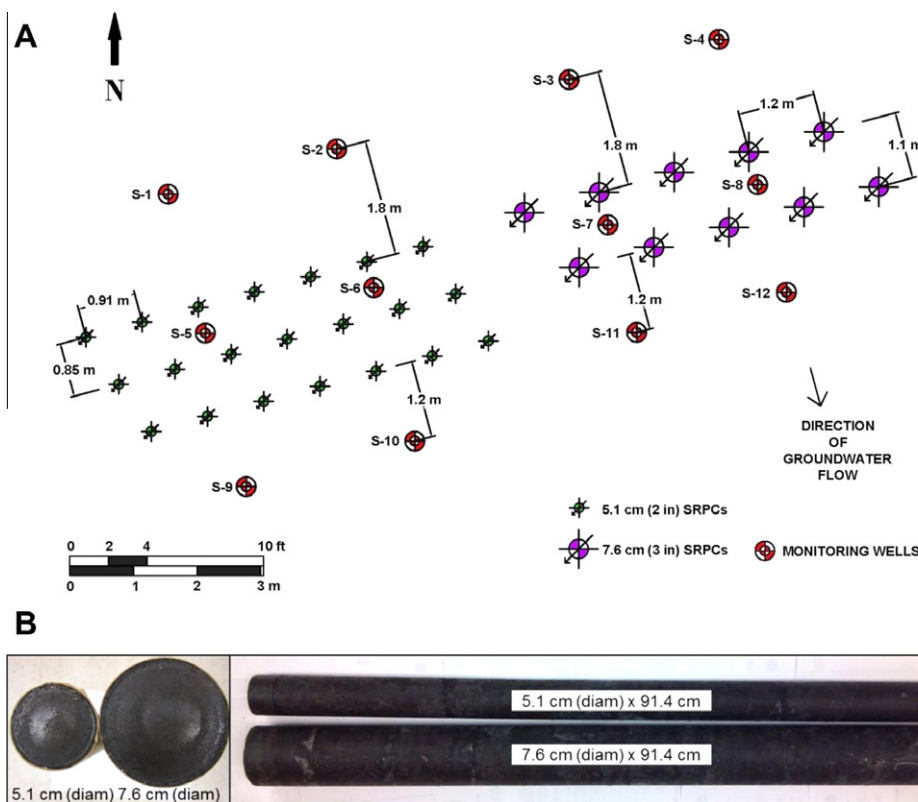 A
N
S-4
S-3
1.2 m
S-2
1.8 m
1.1 m
S-1
S-8
1.8 m
S-7
0.91 m
S-6
S-12
1.2 m
S-5
S-11
0.85 m
1.2 m
DIRECTION
OF
GROUNDWATER
FLOW
S-10
S-9
5.1 cm (2 in) SRPCs
7.6 cm (3 in) SRPCs
MONITORING WELLS
0 2 4 10 ft
0 1 2 3 m
B
5.1 cm (diam) 7.6 cm (diam)
5.1 cm (diam) x 91.4 cm
7.6 cm (diam) x 91.4 cm